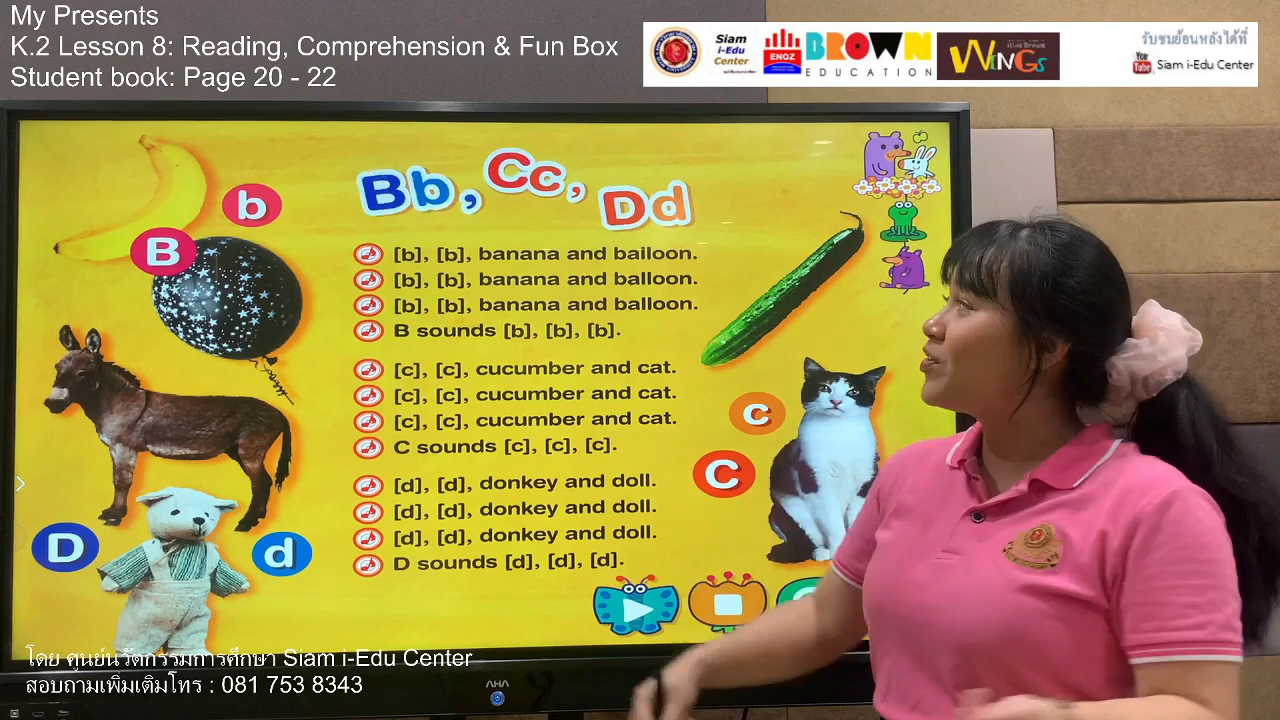 My Presents
K.2 Lesson 8: Reading, Comprehension & Fun Box
Student book: Page 20 - 22
Siam
i-Edu
Center
ENOZ
BROWN
EDUCATION
WinGs
รับชมย้อนหลังได้ที่
You
Tube
Siam i-Edu Center
Bb, Cc, Dd
b
B
[b], [b], banana and bailoon.
[b], [b], banana and balloon.
[b], [b], banana and balloon.
B sounds [b], [b], [b].
[c], [c], cucumber and cat.
[c], [c], cucumber and cat.
[c], [c], cucumber and cat.
C sounds [c], [c], [c].
c
C
[d], [d], donkey and doll.
[d], [d], donkey and doll.
[d], [d], donkey and doll.
D sounds [d], [d], [d].
D
d
โดย ศูนย์นวัตกรรมการศึกษา Siam i-Edu Center
สอบถามเพิ่มเติมโทร : 081 753 8343
AHA